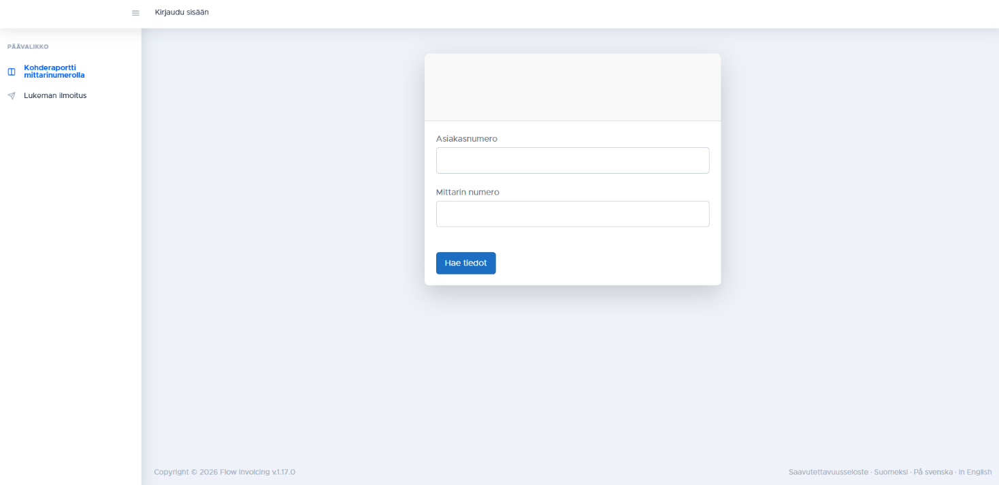 Kirjaudu sisään
PÄÄVALIKKO
Kohderaportti
mittarinumerolla
Lukeman ilmoitus
Asiakasnumero
Mittarin numero
Hae tiedot
Copyright © 2026 Flow Invoicing v.1.17.0
Saavutettavuusseloste · Suomeksi · På svenska · In English